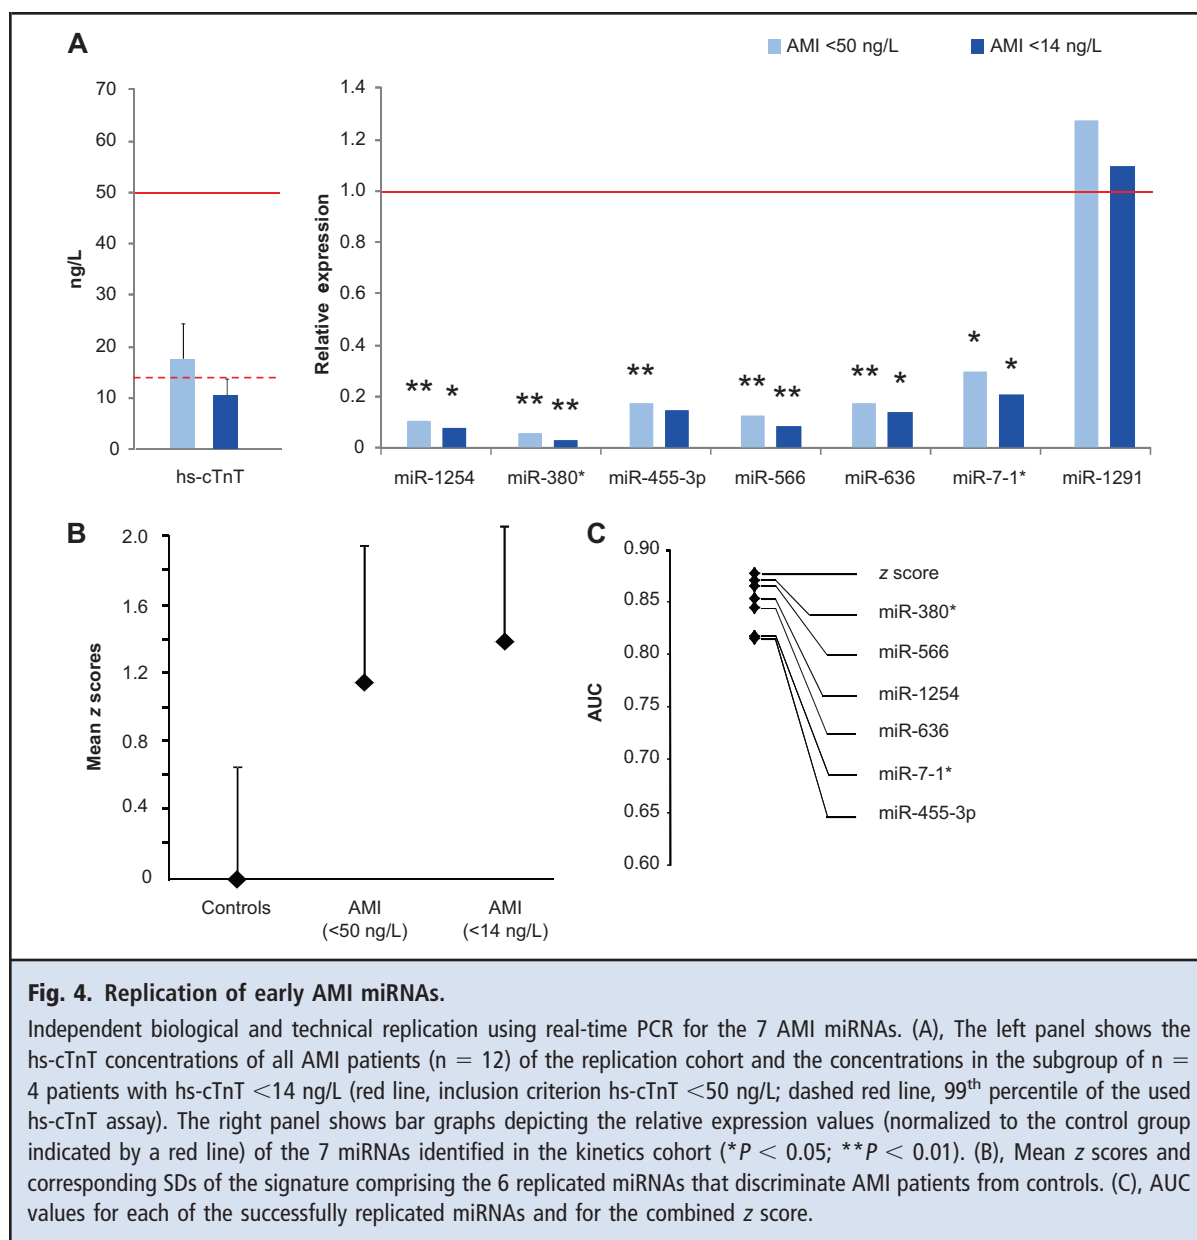 A
AMI <50 ng/L
AMI <14 ng/L
70
60
50
40
30
20
10
0
ng/L
hs-cTnT
1.4
1.2
1.0
0.8
0.6
0.4
0.2
0
Relative expression
** *
** **
**
** **
** *
* *
miR-1254
miR-380*
miR-455-3p
miR-566
miR-636
miR-7-1*
miR-1291
B
2.0
1.6
1.2
0.8
0.4
0
Mean z scores
Controls
AMI
(<50 ng/L)
AMI
(<14 ng/L)
C
0.90
0.85
0.80
0.75
0.70
0.65
0.60
AUC
z score
miR-380*
miR-566
miR-1254
miR-636
miR-7-1*
miR-455-3p
Fig. 4. Replication of early AMI miRNAs.
Independent biological and technical replication using real-time PCR for the 7 AMI miRNAs. (A), The left panel shows the
hs-cTnT concentrations of all AMI patients (n = 12) of the replication cohort and the concentrations in the subgroup of n =
4 patients with hs-cTnT <14 ng/L (red line, inclusion criterion hs-cTnT <50 ng/L; dashed red line, 99th percentile of the used
hs-cTnT assay). The right panel shows bar graphs depicting the relative expression values (normalized to the control group
indicated by a red line) of the 7 miRNAs identified in the kinetics cohort (*P < 0.05; **P < 0.01). (B), Mean z scores and
corresponding SDs of the signature comprising the 6 replicated miRNAs that discriminate AMI patients from controls. (C), AUC
values for each of the successfully replicated miRNAs and for the combined z score.